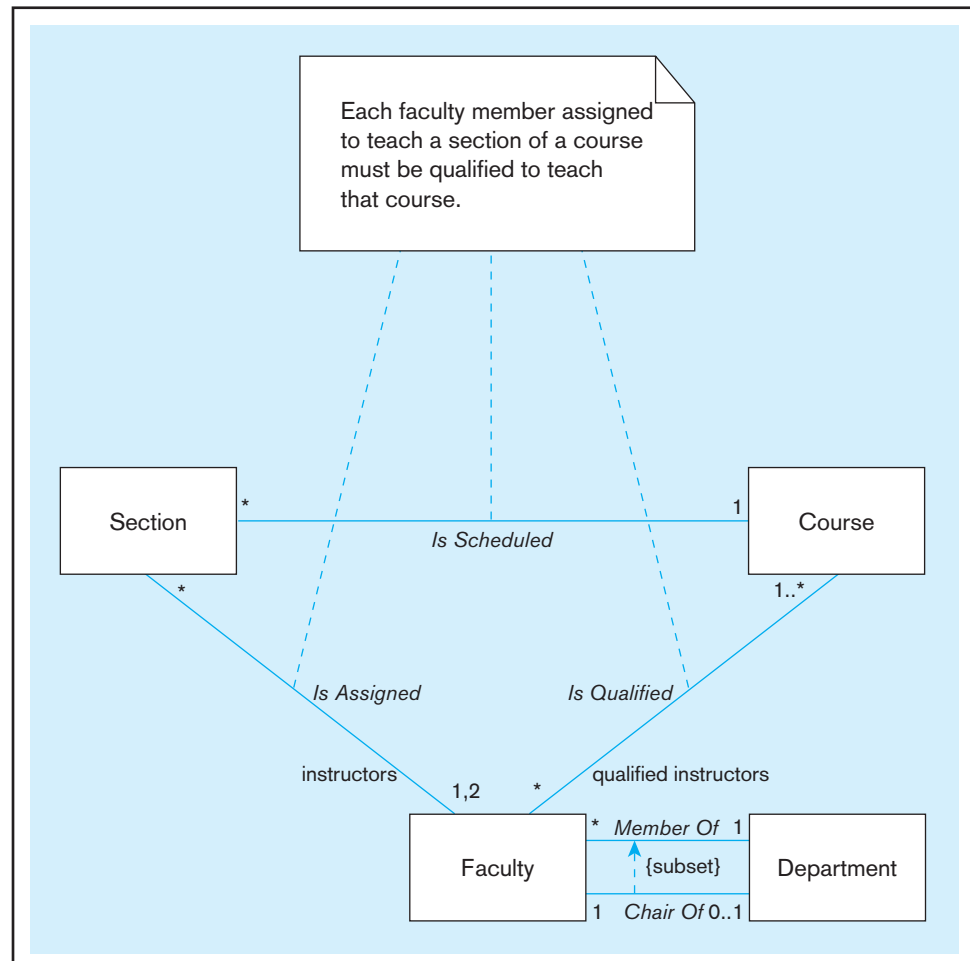 Each faculty member assigned
to teach a section of a course
must be qualified to teach
that course.
Section
*
1
Course
Is Scheduled
*
1..*
Is Assigned
Is Qualified
instructors
qualified instructors
1,2
*
Faculty
*
Member Of
1
{subset}
Department
1
Chair Of
0..1